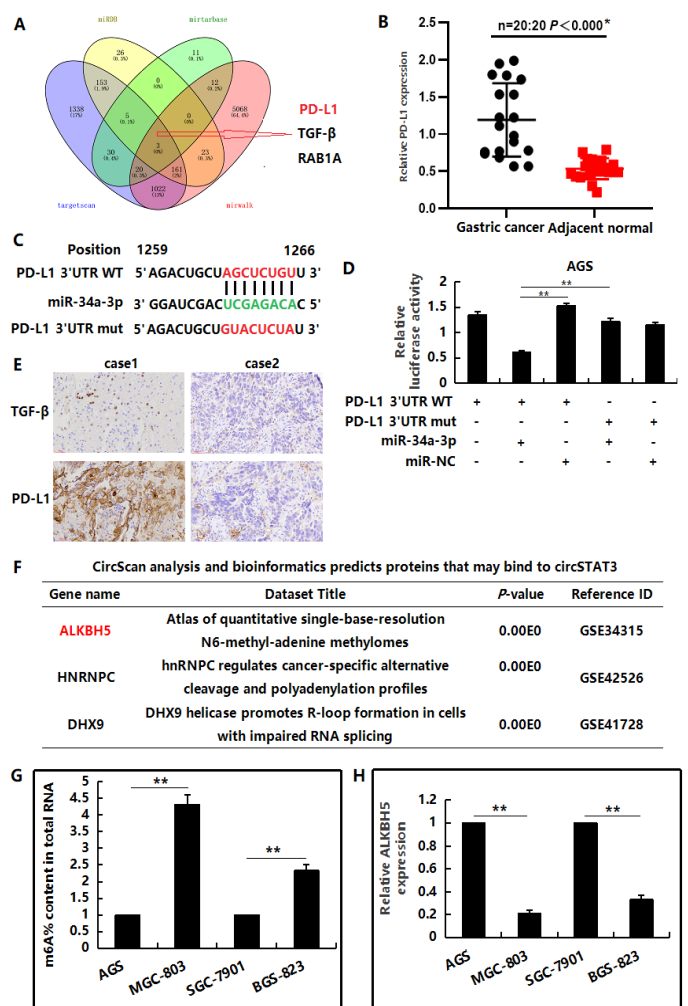 A
miRDB
mirtarbase
26
(0.3%)
11
(0.1%)
153
(1.9%)
0
(0%)
12
(0.2%)
1338
(17%)
5
(0.1%)
0
(0%)
5068
(64.4%)
3
(0%)
30
(0.4%)
23
(0.3%)
20
(0.3%)
161
(2%)
1022
(13%)
targetscan
mirwalk
PD-L1
TGF-β
RAB1A
B
n=20:20 P<0.000*
Relative PD-L1 expression
2.5
2.0
1.5
1.0
0.5
0.0
Gastric cancer Adjacent normal
C
Position 1259 1266
PD-L1 3'UTR WT 5' AGACUGCUAGCUCUGUU 3'
miR-34a-3p 3' GGAUCGACUCGAGACAC 5'
PD-L1 3'UTR mut 5' AGACUGCUGUACUCUAU 3'
D
AGS
Relative
luciferase activity
2
1.5
1
0.5
0
**
**
PD-L1 3'UTR WT + + + - -
PD-L1 3'UTR mut - - - + +
miR-34a-3p - + - + -
miR-NC - - + - +
E
case1 case2
TGF-β
PD-L1
F
CircScan analysis and bioinformatics predicts proteins that may bind to circSTAT3
Gene name Dataset Title P-value Reference ID
ALKBH5 Atlas of quantitative single-base-resolution
N6-methyl-adenine methylomes 0.00E0 GSE34315
HNRNPC hnRNPC regulates cancer-specific alternative
cleavage and polyadenylation profiles 0.00E0 GSE42526
DHX9 DHX9 helicase promotes R-loop formation in cells
with impaired RNA splicing 0.00E0 GSE41728
G
m6A% content in total RNA
5
4.5
4
3.5
3
2.5
2
1.5
1
0.5
0
**
**
AGS MGC-803 SGC-7901 BGS-823
H
Relative ALKBH5
expression
1.2
1
0.8
0.6
0.4
0.2
0
** **
AGS MGC-803 SGC-7901 BGS-823